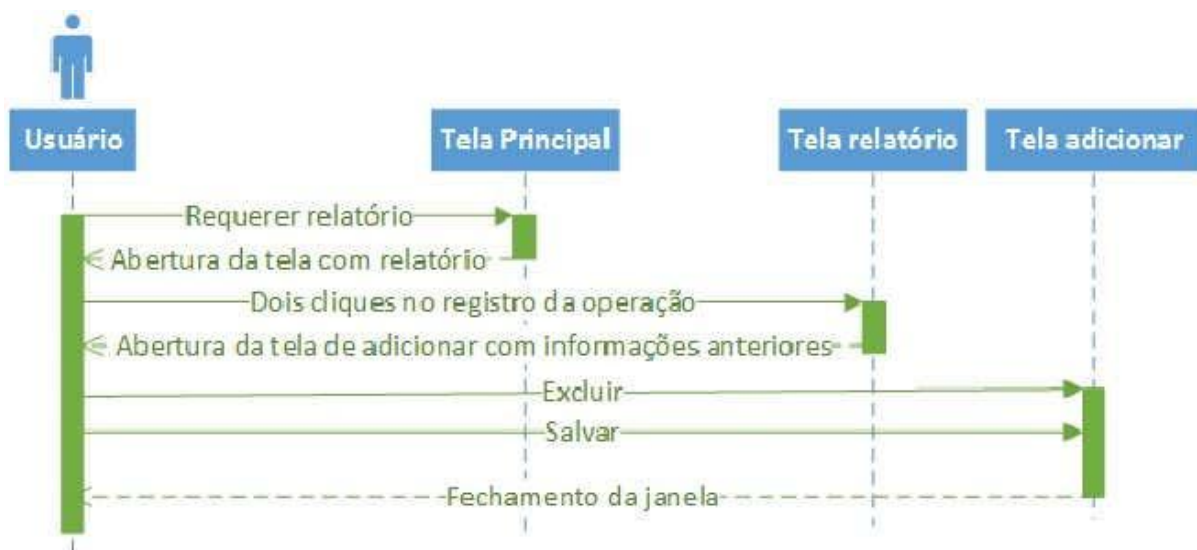 Usuário
Tela Principal
Tela relatório
Tela adicionar
Requerer relatório
Abertura da tela com relatório
Dois cliques no registro da operação
Abertura da tela de adicionar com informações anteriores
Excluir
Salvar
Fechamento da janela